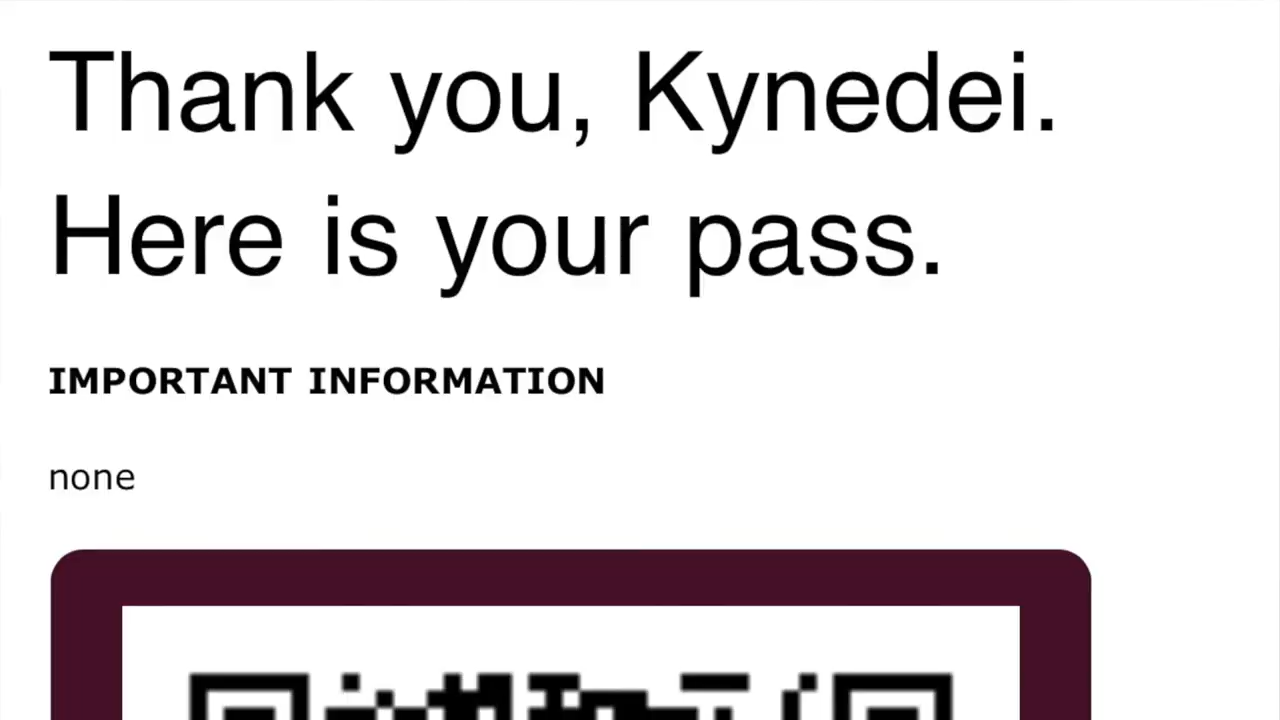 Thank you, Kynedei.
Here is your pass.
IMPORTANT INFORMATION
none